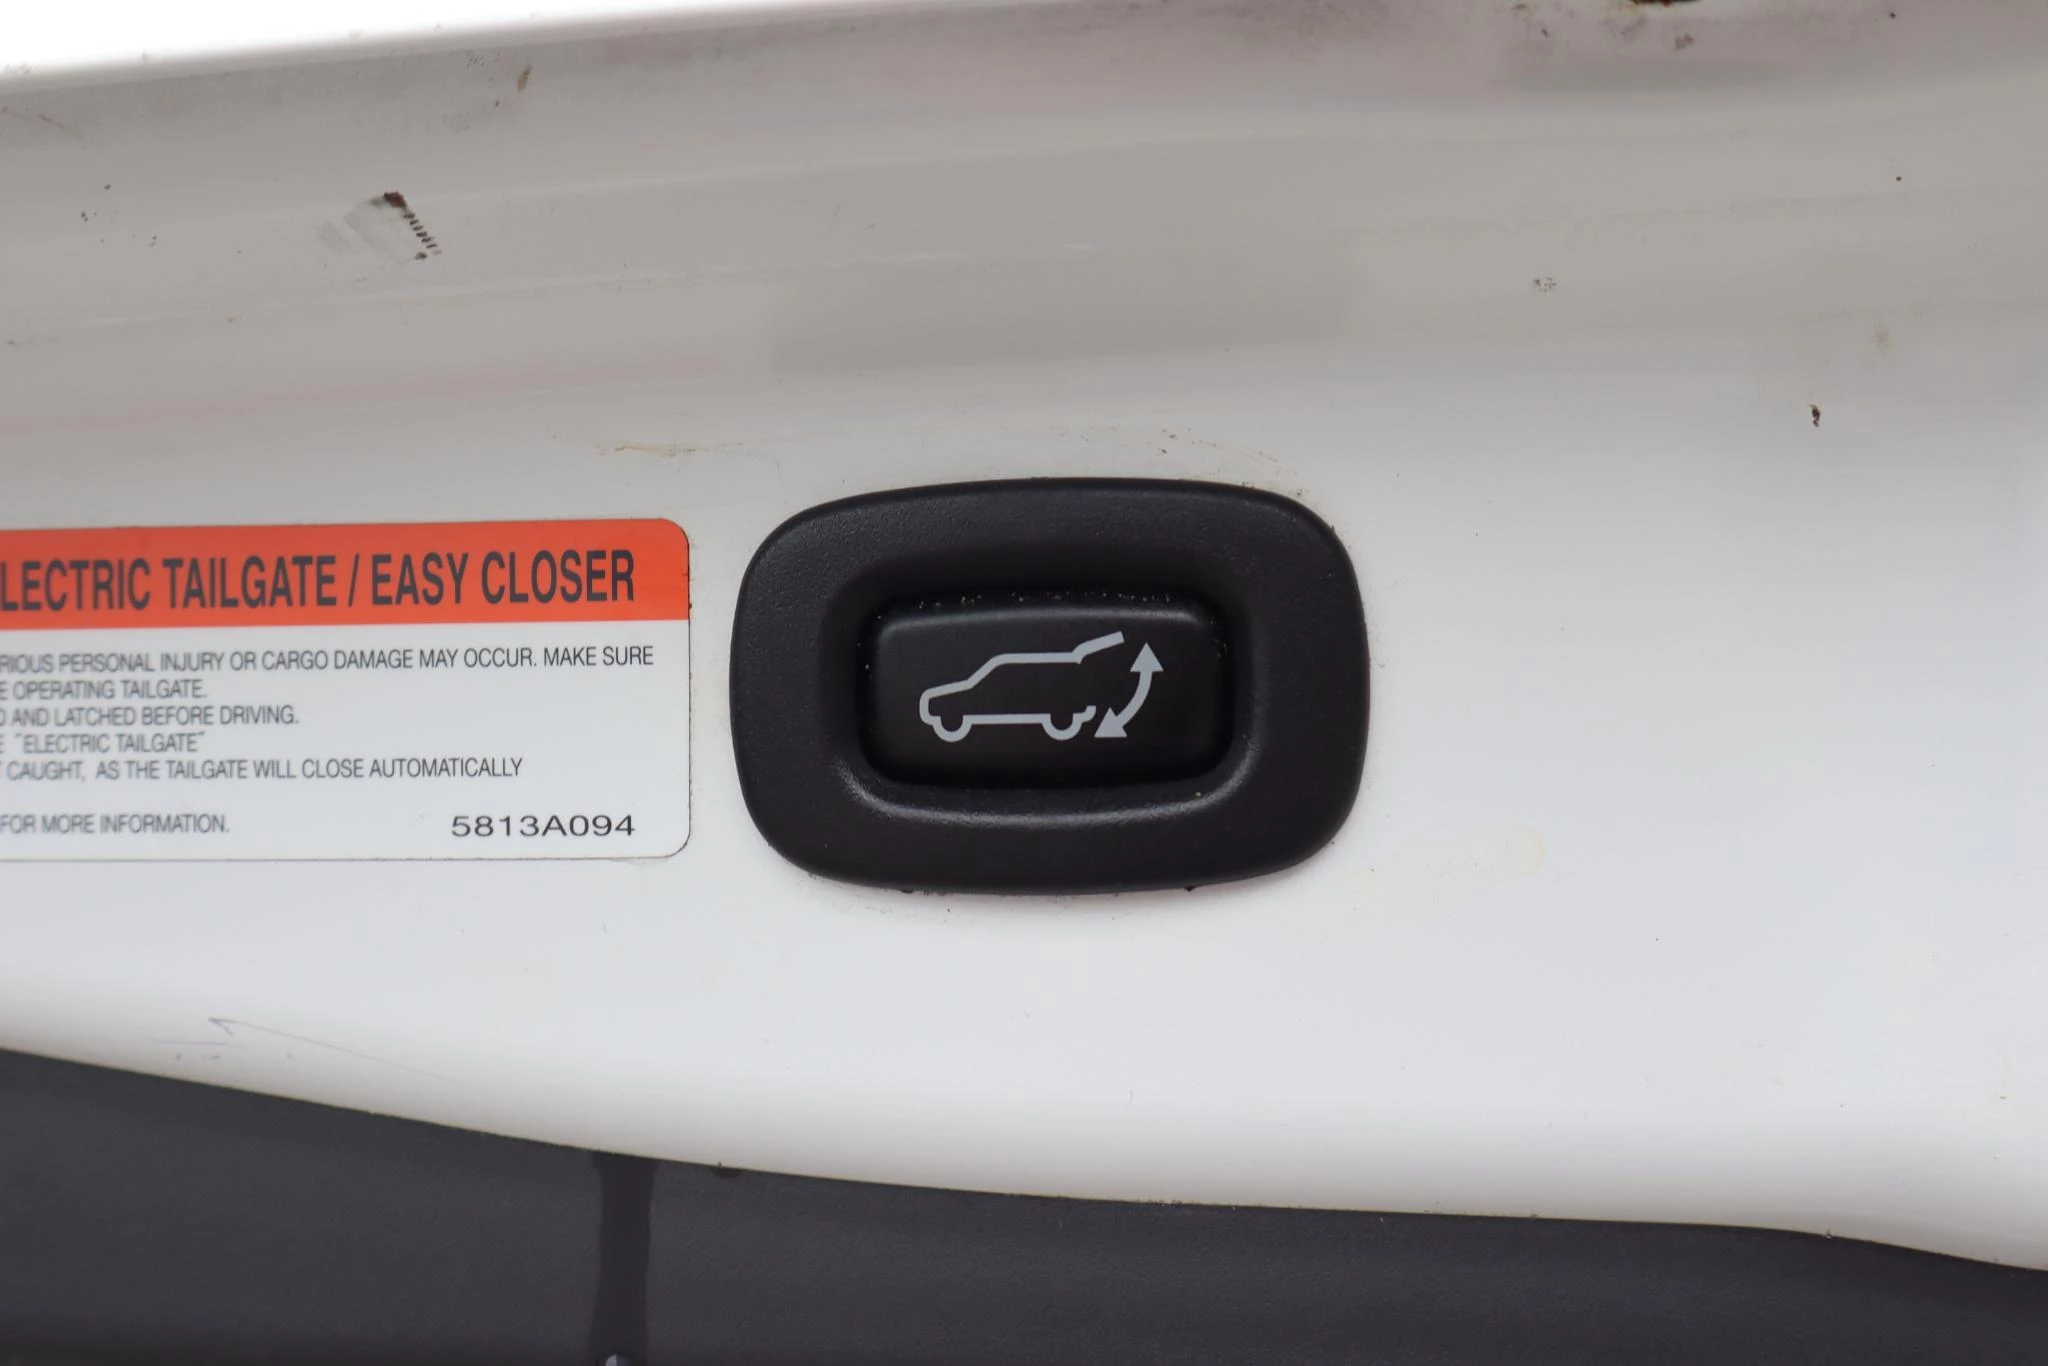 LECTRIC TAILGATE / EASY CLOSER
RIOUS PERSONAL INJURY OR CARGO DAMAGE MAY OCCUR. MAKE SURE
E OPERATING TAILGATE.
D AND LATCHED BEFORE DRIVING.
E "ELECTRIC TAILGATE"
T CAUGHT, AS THE TAILGATE WILL CLOSE AUTOMATICALLY
FOR MORE INFORMATION.
5813A094